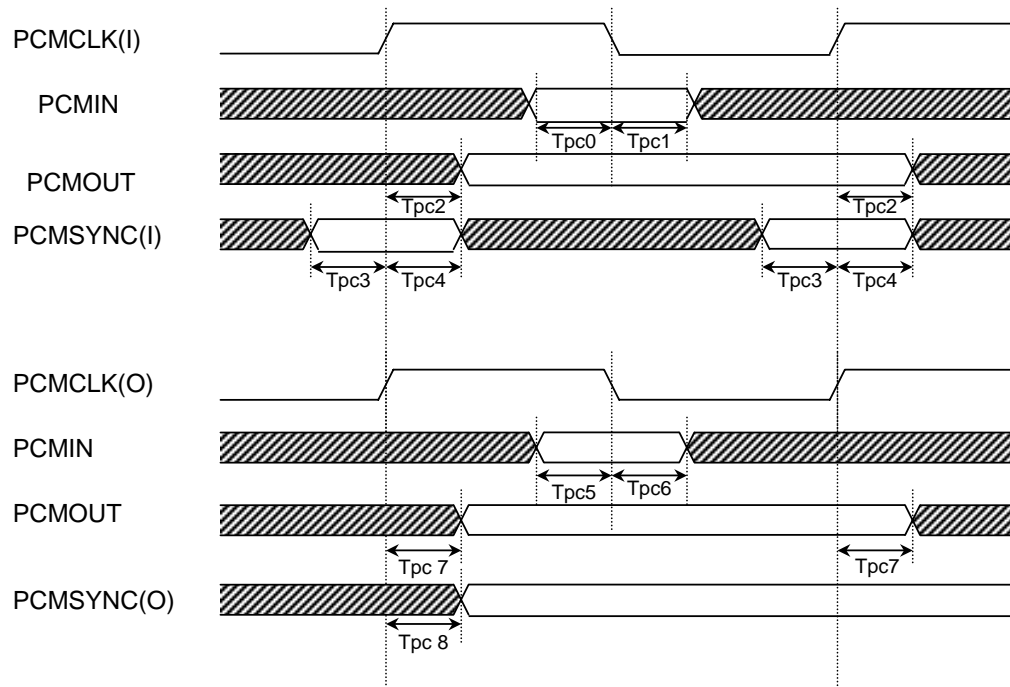 PCMCLK(I)
PCMIN
Tpc0 Tpc1
PCMOUT
Tpc2 Tpc2
PCMSYNC(I)
Tpc3 Tpc4 Tpc3 Tpc4
PCMCLK(O)
PCMIN
Tpc5 Tpc6
PCMOUT
Tpc 7 Tpc7
PCMSYNC(O)
Tpc 8